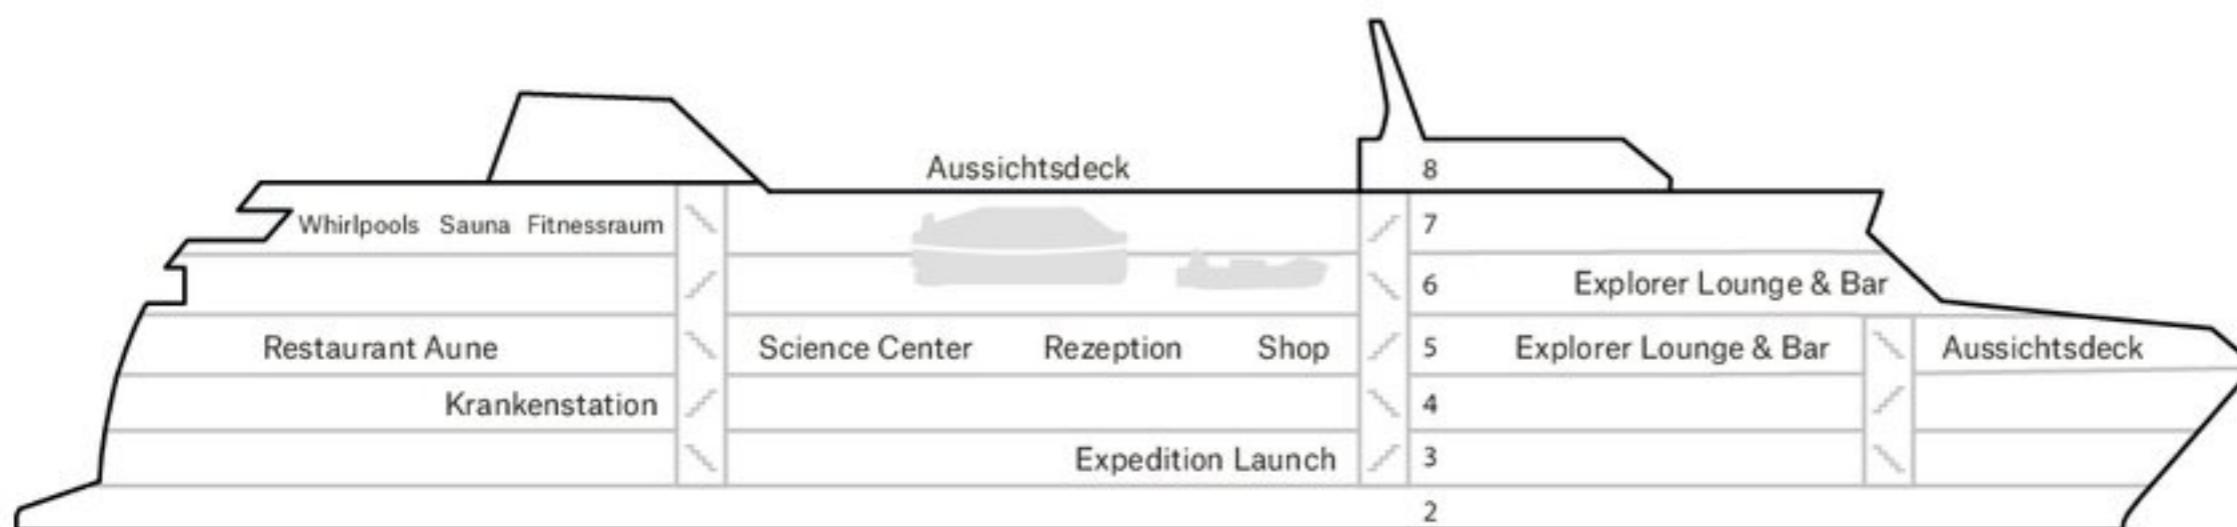 Aussichtsdeck 8
Whirlpools Sauna Fitnessraum 7
6 Explorer Lounge & Bar
Restaurant Aune Science Center Rezeption Shop 5 Explorer Lounge & Bar Aussichtsdeck
Krankenstation 4
Expedition Launch 3
2